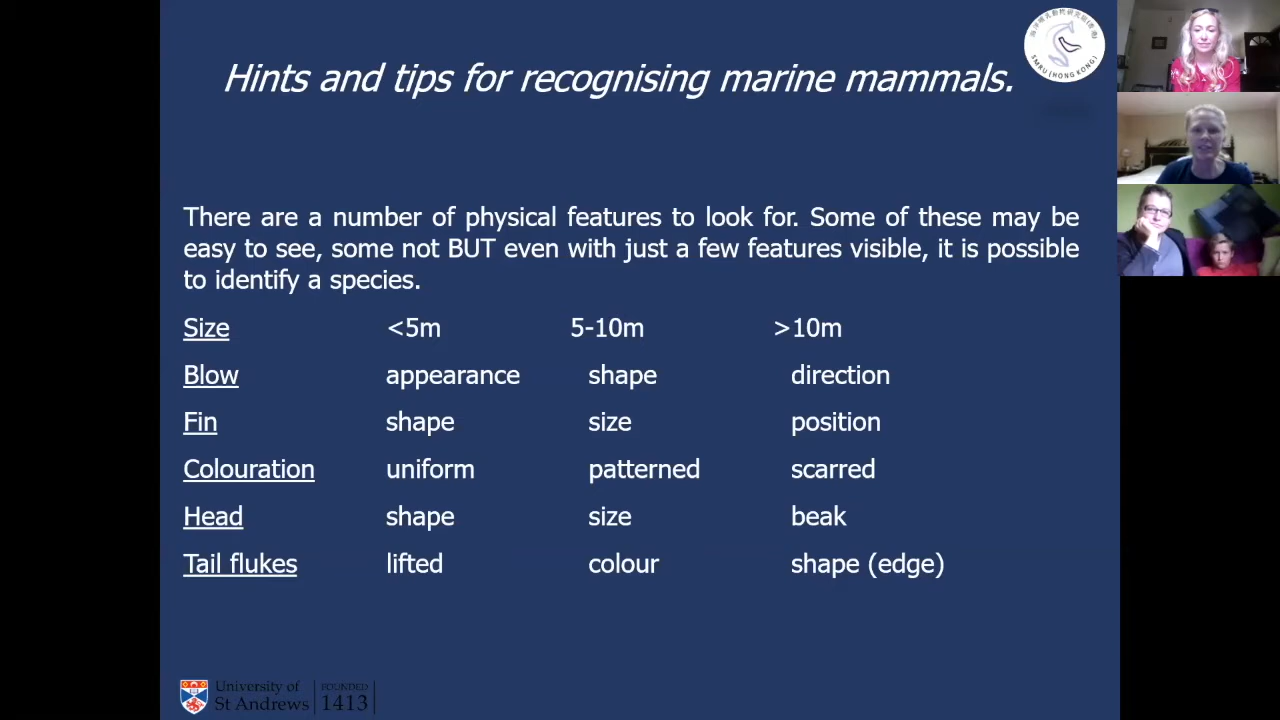 Hints and tips for recognising marine mammals.
SMRU (HONG KONG)
There are a number of physical features to look for. Some of these may be
easy to see, some not BUT even with just a few features visible, it is possible
to identify a species.
Size <5m 5-10m >10m
Blow appearance shape direction
Fin shape size position
Colouration uniform patterned scarred
Head shape size beak
Tail flukes lifted colour shape (edge)
University of
St Andrews
FOUNDED
1413